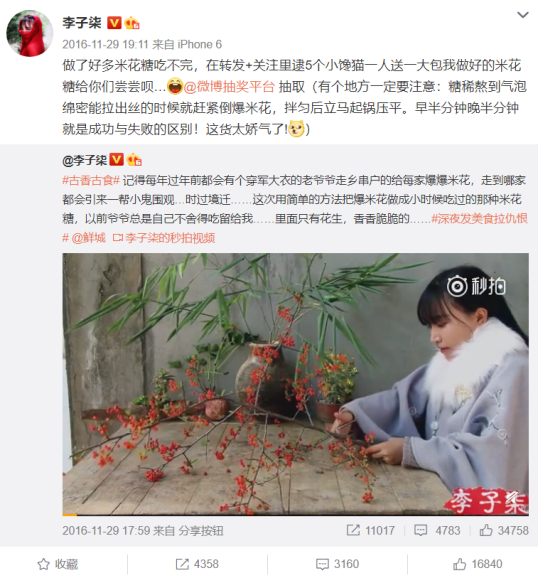 李子柒
2016-11-29 19:11 来自 iPhone 6
做了好多米花糖吃不完，在转发+关注里逮5个小馋猫一人送一大包我做好的米花
糖给你们尝尝呗...@微博抽奖平台 抽取（有个地方一定要注意：糖稀熬到气泡
绵密能拉出丝的时候就赶紧倒爆米花，拌匀后立马起锅压平。早半分钟晚半分钟
就是成功与失败的区别！这货太娇气了!）
@李子柒
#古香古食# 记得每年过年前都会有个穿军大衣的老爷爷走乡串户的给每家爆爆米花，走到哪家
都会引来一帮小鬼围观...时过境迁……这次用简单的方法把爆米花做成小时候吃过的那种米花
糖，以前爷爷总是自己不舍得吃留给我……里面只有花生，香香脆脆的……#深夜发美食拉仇恨
# @鲜城 李子柒的秒拍视频
秒拍
李子柒
2016-11-29 17:59 来自 分享按钮
11017
4783
34758
收藏
4358
3160
16840